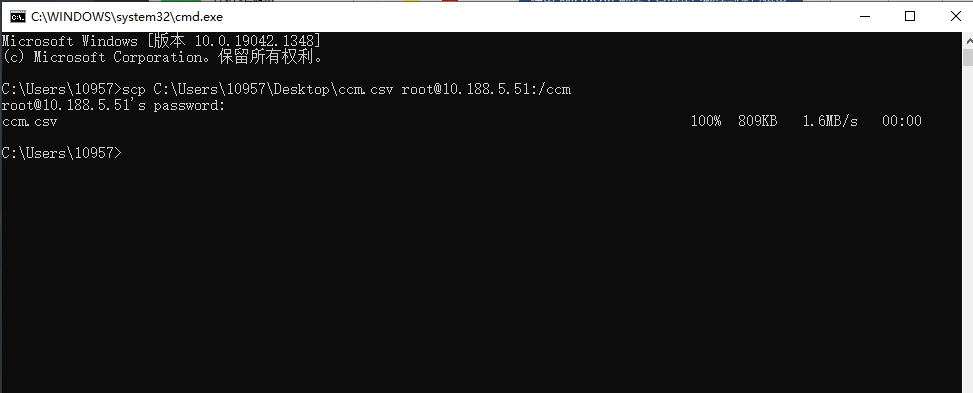 C:\WINDOWS\system32\cmd.exe
Microsoft Windows [版本 10.0.19042.1348]
(c) Microsoft Corporation。保留所有权利。
C:\Users\10957>scp C:\Users\10957\Desktop\ccm.csv root@10.188.5.51:/ccm
root@10.188.5.51's password:
ccm.csv 100% 809KB 1.6MB/s 00:00
C:\Users\10957>